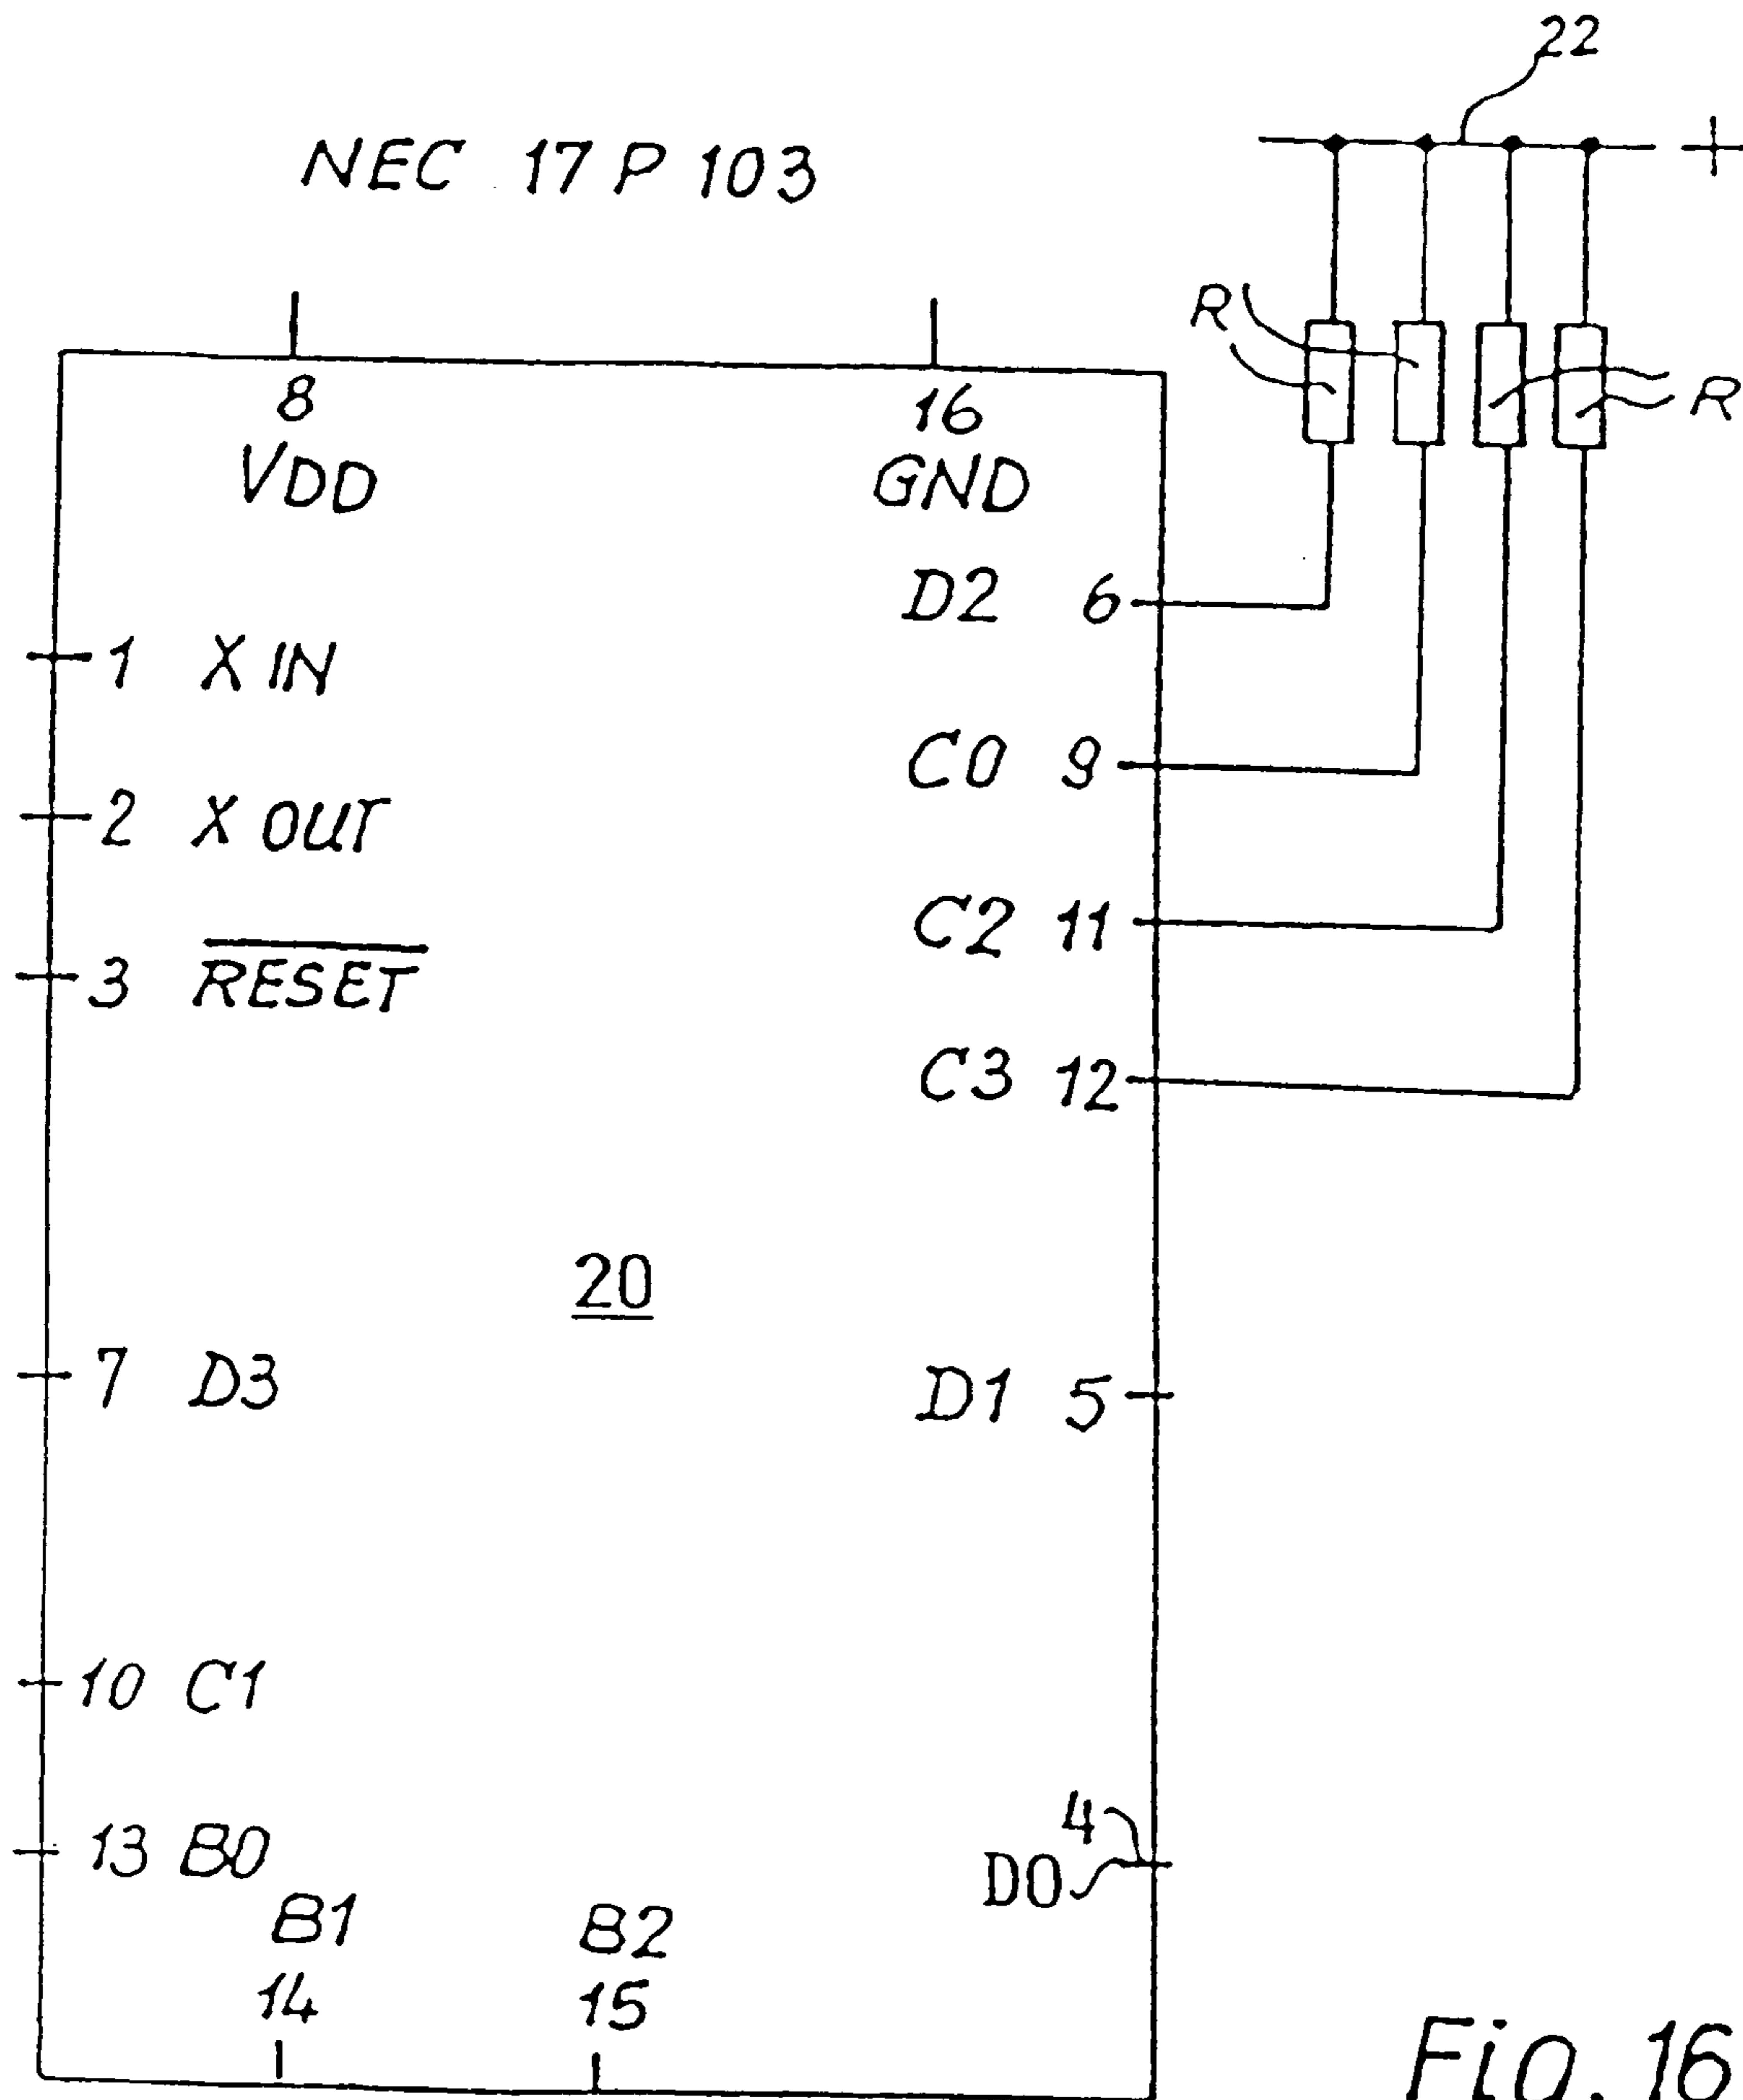 22
NEC 17 P 103
+
R
R
8
VDD
16
GND
D2 6
1 X IN
C0 9
2 X OUT
C2 11
3 RESET
C3 12
20
7 D3
D1 5
10 C1
4
13 B0
D0
B1
14
B2
15
Fig. 16